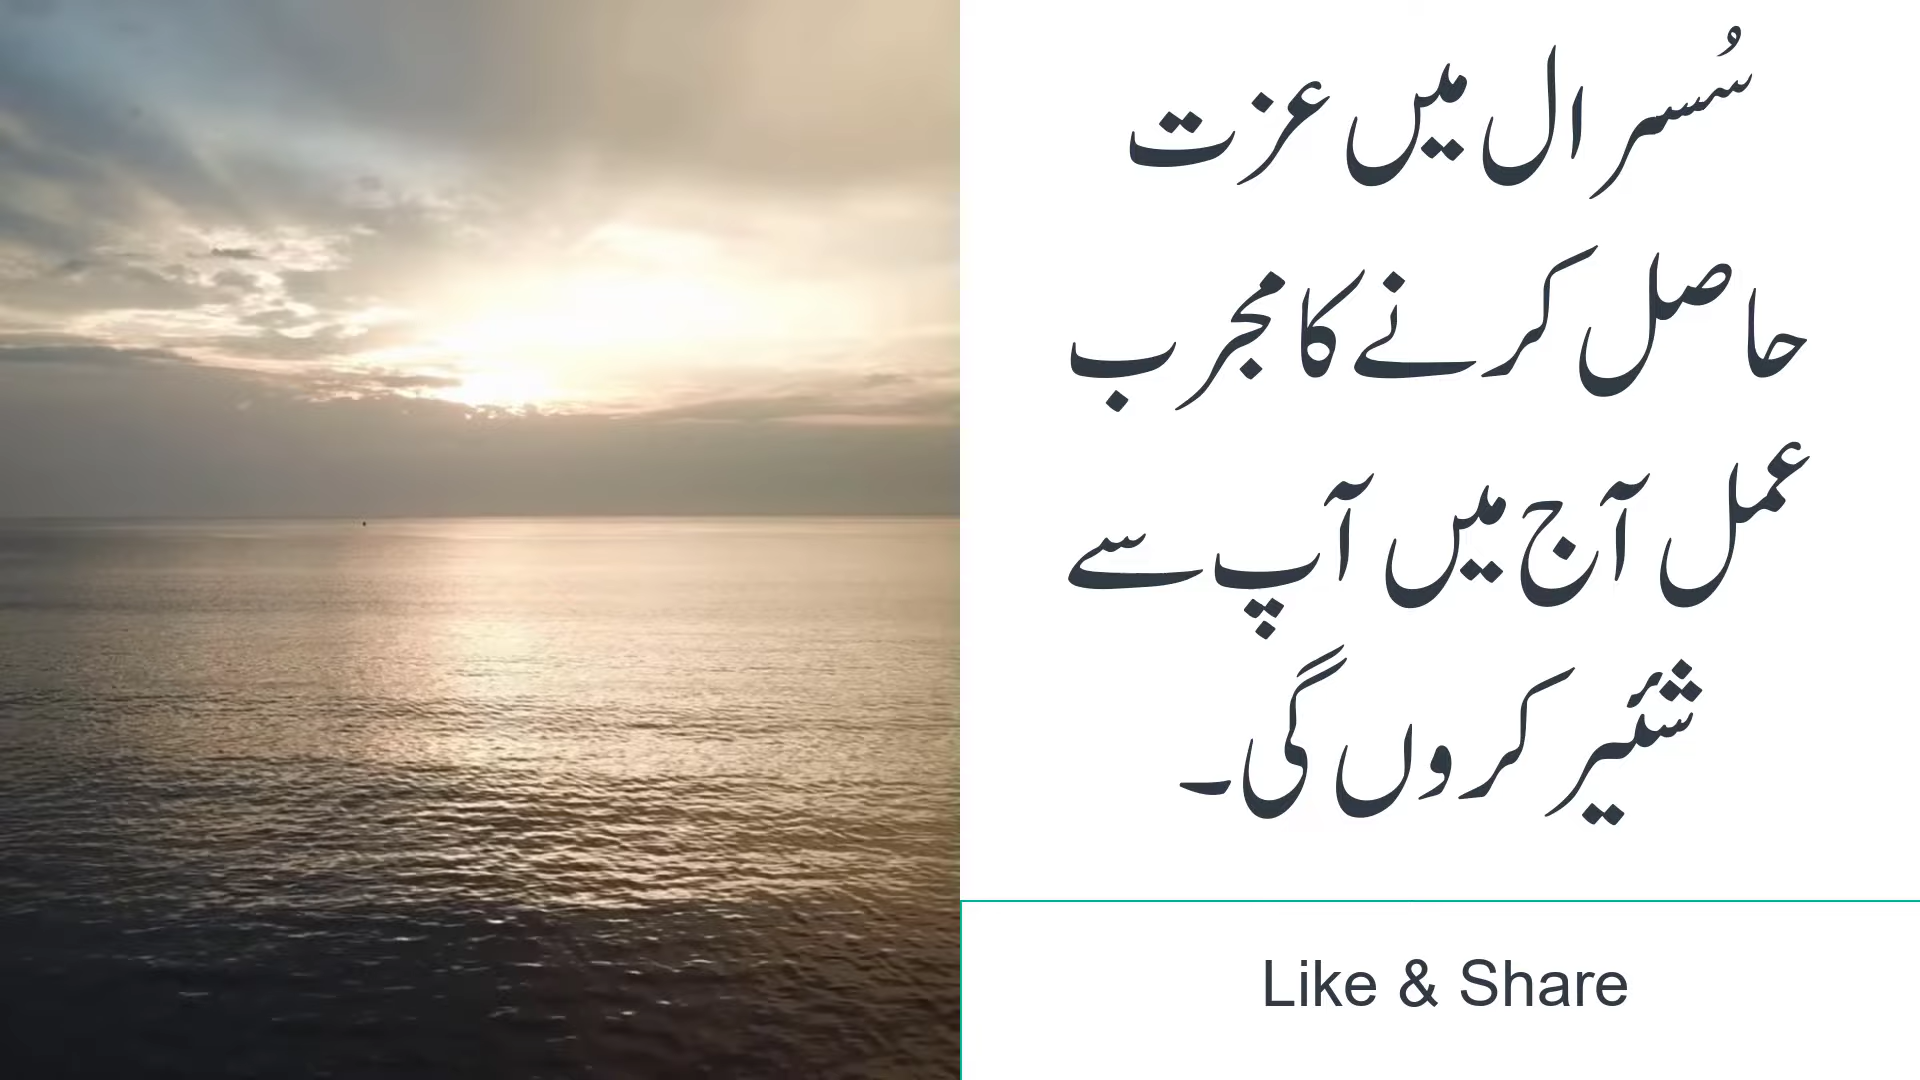 سُسرال میں عزت
حاصل کرنے کا مجرب
عمل آج میں آپ سے
شئیر کروں گی۔
Like & Share